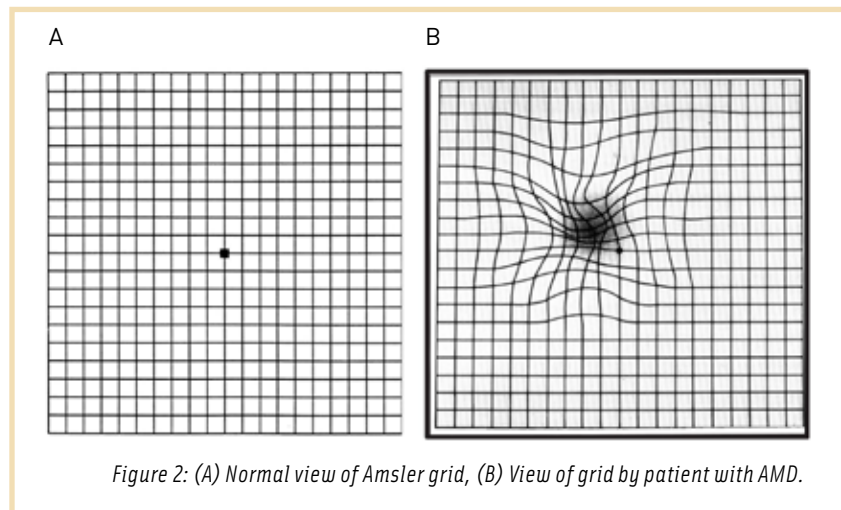 A
B
Figure 2: (A) Normal view of Amsler grid, (B) View of grid by patient with AMD.